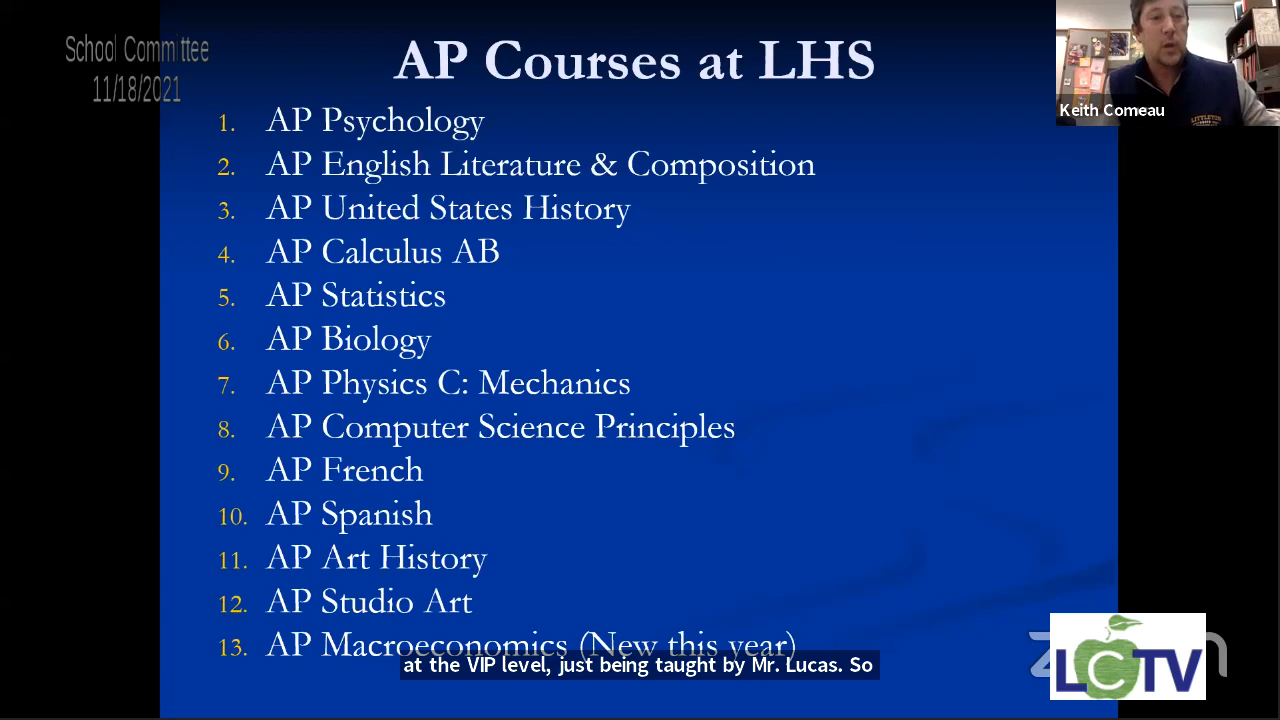 School Committee
11/18/2021
AP Courses at LHS
Keith Comeau
LITTLETON
1. AP Psychology
2. AP English Literature & Composition
3. AP United States History
4. AP Calculus AB
5. AP Statistics
6. AP Biology
7. AP Physics C: Mechanics
8. AP Computer Science Principles
9. AP French
10. AP Spanish
11. AP Art History
12. AP Studio Art
13. AP Macroeconomics (New this year)
at the VIP level, just being taught by Mr. Lucas. So
LCTV